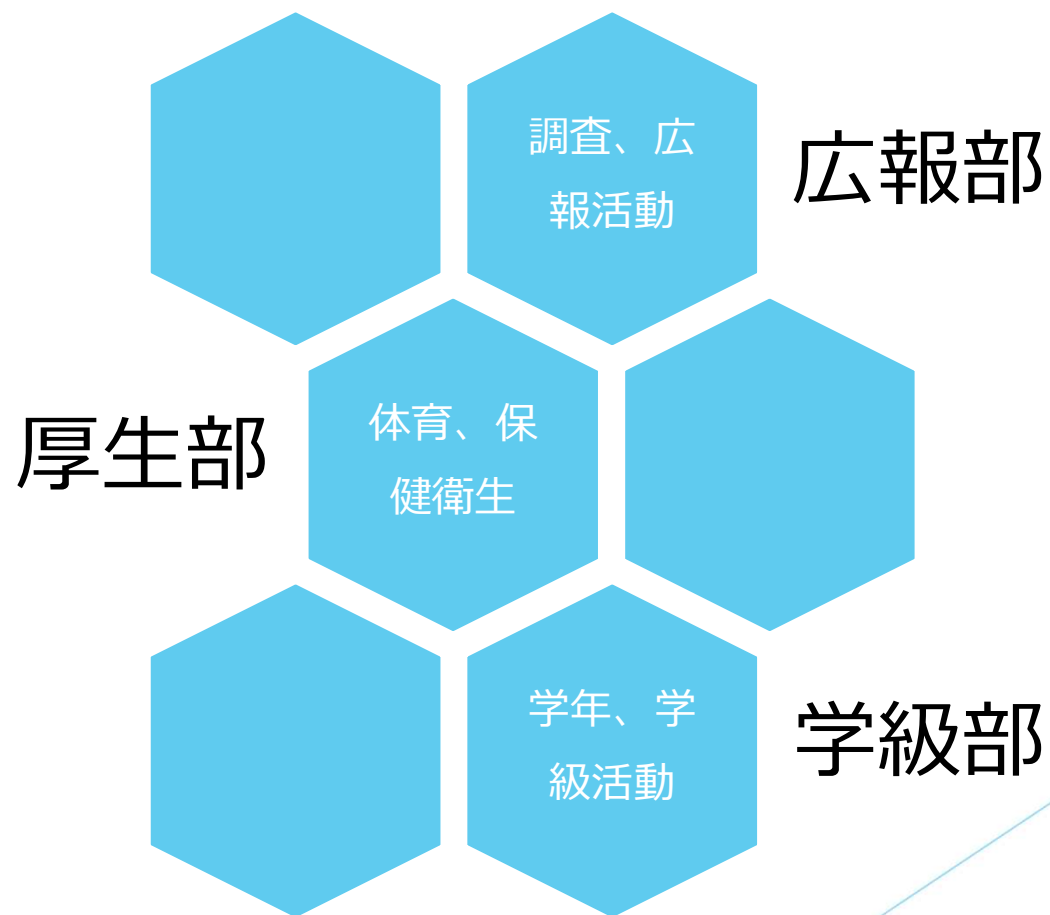 調査、広
報活動
広報部
厚生部
体育、保
健衛生
学年、学
級活動
学級部